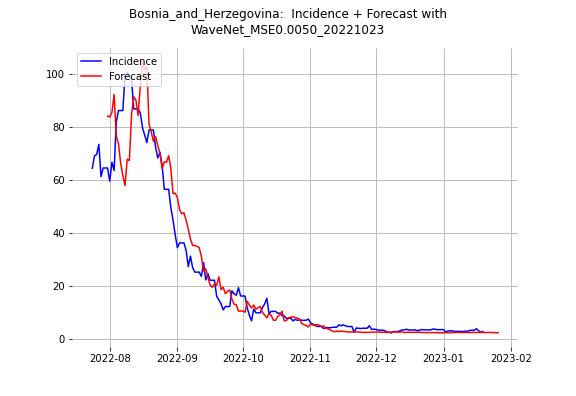 Bosnia_and_Herzegovina:  Incidence + Forecast with
WaveNet_MSE0.0050_20221023
Incidence
Forecast
100
80
60
40
20
0
2022-08 2022-09 2022-10 2022-11 2022-12 2023-01 2023-02